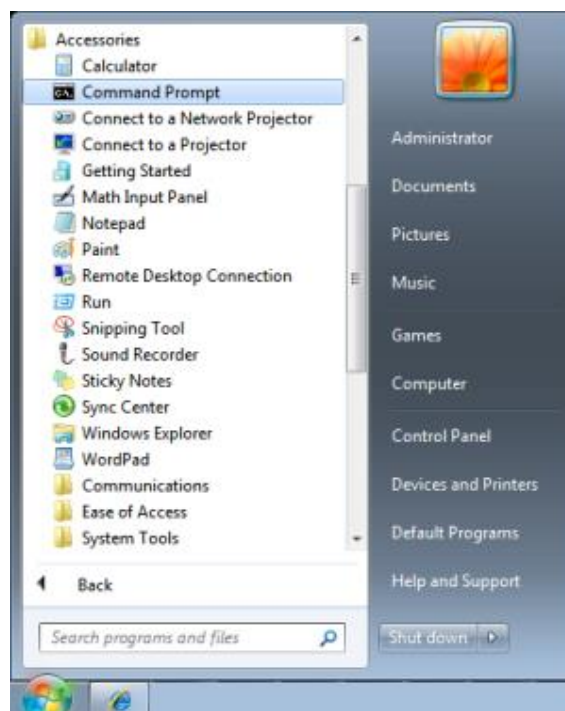 Accessories
Calculator
Command Prompt
Connect to a Network Projector
Connect to a Projector
Getting Started
Math Input Panel
Notepad
Paint
Remote Desktop Connection
Run
Snipping Tool
Sound Recorder
Sticky Notes
Sync Center
Windows Explorer
WordPad
Communications
Ease of Access
System Tools
Back
Search programs and files
Administrator
Documents
Pictures
Music
Games
Computer
Control Panel
Devices and Printers
Default Programs
Help and Support
Shut down